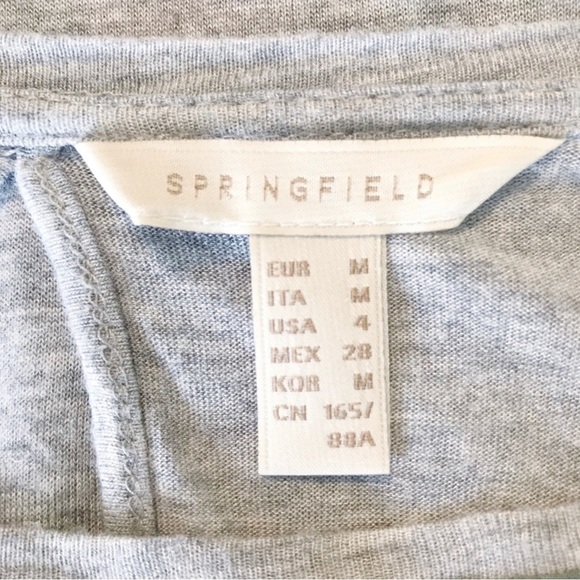 SPRINGFIELD
EUR M
ITA M
USA 4
MEX 28
KOR M
CN 165/
88A